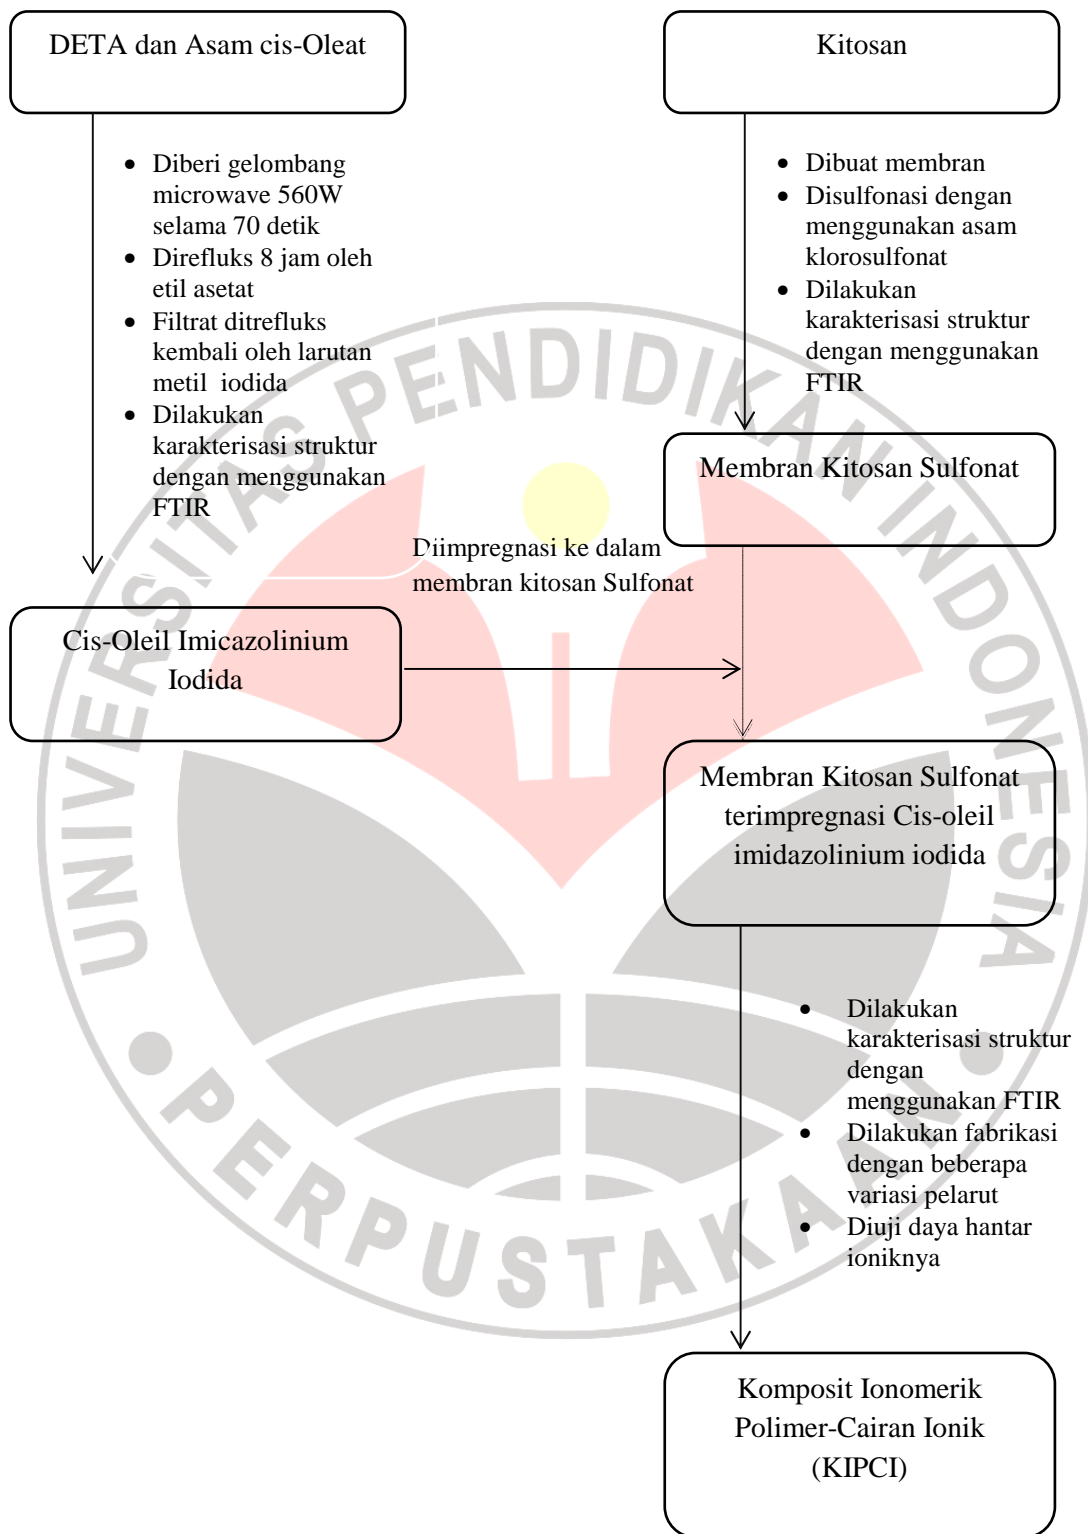 DETA dan Asam cis-Oleat
• Diberi gelombang
microwave 560W
selama 70 detik
• Direfluks 8 jam oleh
etil asetat
• Filtrat ditrefluks
kembali oleh larutan
metil iodida
• Dilakukan
karakterisasi struktur
dengan menggunakan
FTIR
Cis-Oleil Imicazolinium
Iodida
Kitosan
• Dibuat membran
• Disulfonasi dengan
menggunakan asam
klorosulfonat
• Dilakukan
karakterisasi struktur
dengan menggunakan
FTIR
Membran Kitosan Sulfonat
Diimpregnasi ke dalam
membran kitosan Sulfonat
Membran Kitosan Sulfonat
terimpregnasi Cis-oleil
imidazolinium iodida
• Dilakukan
karakterisasi struktur
dengan
menggunakan FTIR
• Dilakukan fabrikasi
dengan beberapa
variasi pelarut
• Diuji daya hantar
ioniknya
Komposit Ionomerik
Polimer-Cairan Ionik
(KIPCI)
UNIVERSITAS PENDIDIKAN INDONESIA
• PERPUSTAKAAN •